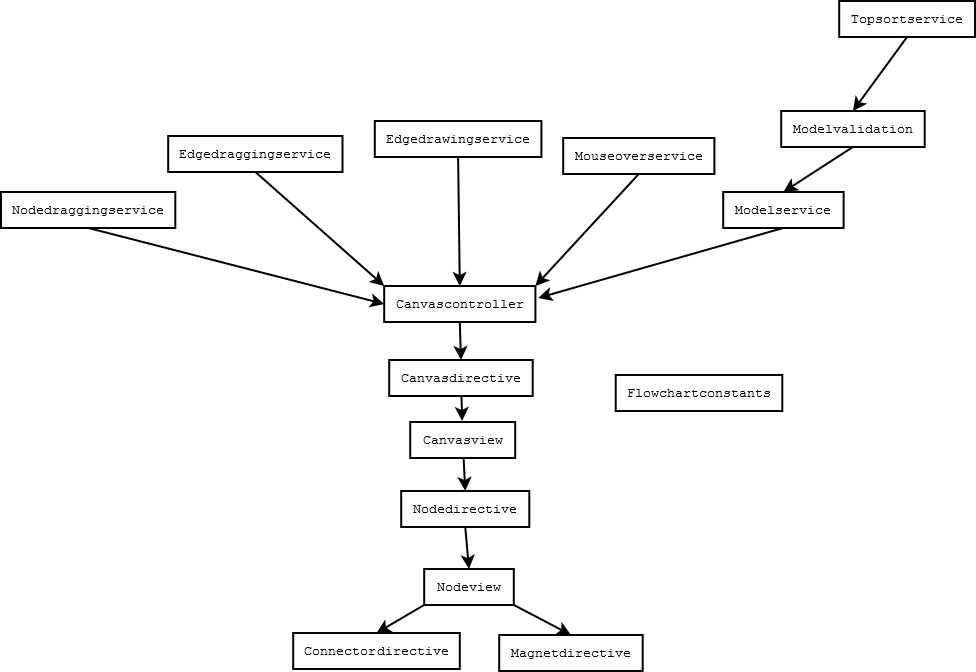 Topsortservice
Modelvalidation
Edgedrawingservice
Edgedraggingservice
Mouseoverservice
Nodedraggingservice
Modelservice
Canvascontroller
Canvasdirective
Flowchartconstants
Canvasview
Nodedirective
Nodeview
Connectordirective
Magnetdirective